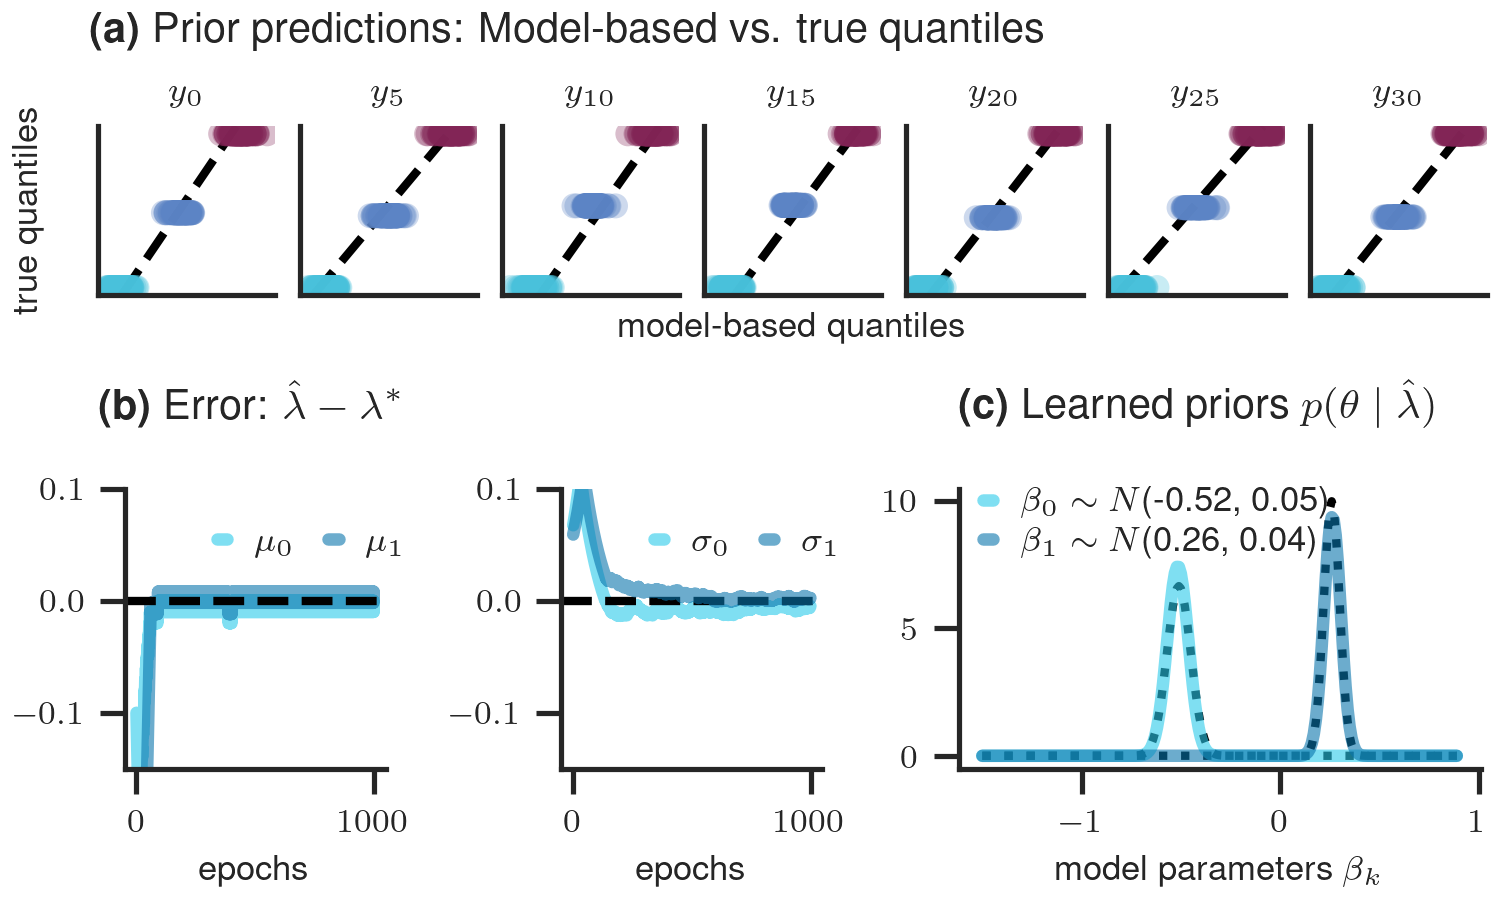 (a) Prior predictions: Model-based vs. true quantiles
y₀ y₅ y₁₀ y₁₅ y₂₀ y₂₅ y₃₀
true quantiles
model-based quantiles
(b) Error: λ̂ − λ*
0.1
0.0
−0.1
μ₀ μ₁
0 1000
epochs
0.1
0.0
−0.1
σ₀ σ₁
0 1000
epochs
(c) Learned priors p(θ | λ̂)
10
5
0
β₀ ∼ N(-0.52, 0.05)
β₁ ∼ N(0.26, 0.04)
−1 0 1
model parameters βₖ